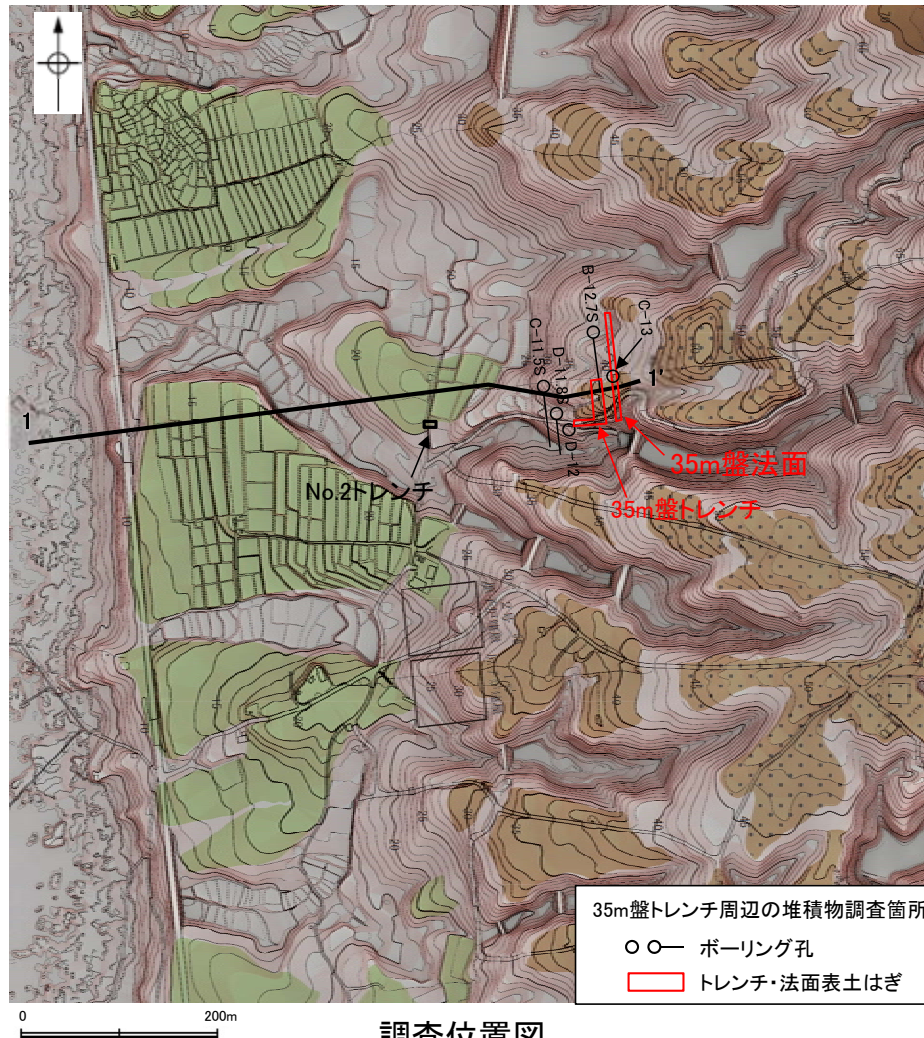 B-12.7S
C-13
C-11.5S
D-11.8S
1'
1
D-12
35m盤法面
No.2トレンチ
35m盤トレンチ
35m盤トレンチ周辺の堆積物調査箇所
ボーリング孔
トレンチ・法面表土はぎ
0 200m
調査位置図